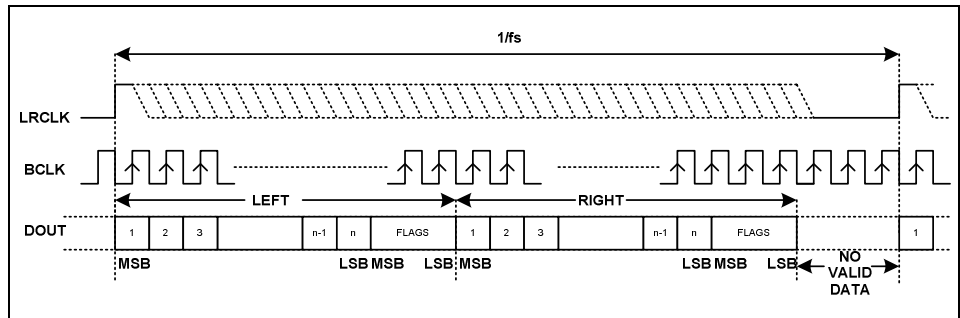 1/fs
LRCLK
BCLK
LEFT RIGHT
DOUT 1 2 3 n-1 n FLAGS 1 2 3 n-1 n FLAGS 1
MSB LSB MSB LSB MSB LSB MSB LSB NO
VALID
DATA